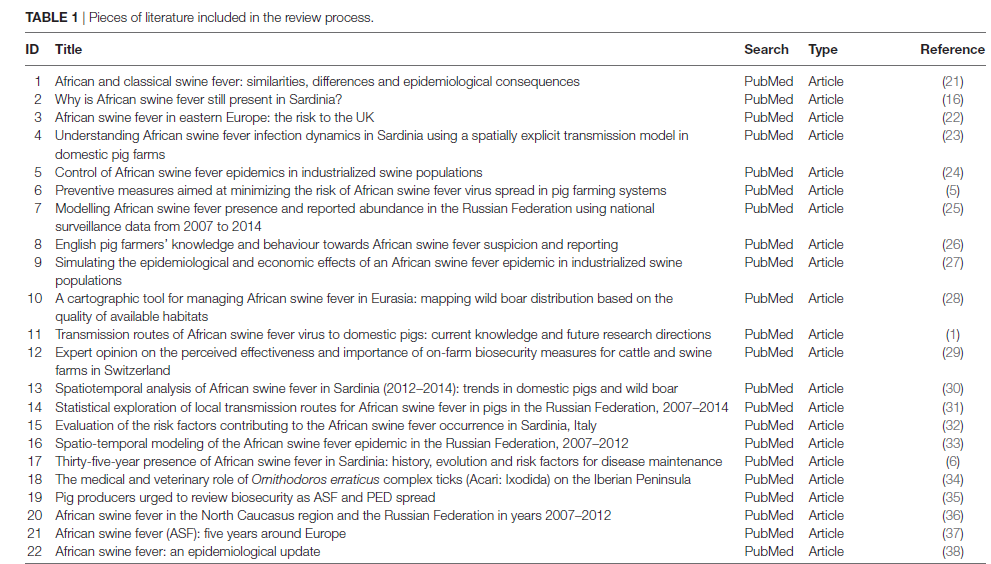 TABLE 1 | Pieces of literature included in the review process.
ID Title Search Type Reference
1 African and classical swine fever: similarities, differences and epidemiological consequences PubMed Article (21)
2 Why is African swine fever still present in Sardinia? PubMed Article (16)
3 African swine fever in eastern Europe: the risk to the UK PubMed Article (22)
4 Understanding African swine fever infection dynamics in Sardinia using a spatially explicit transmission model in PubMed Article (23)
domestic pig farms
5 Control of African swine fever epidemics in industrialized swine populations PubMed Article (24)
6 Preventive measures aimed at minimizing the risk of African swine fever virus spread in pig farming systems PubMed Article (5)
7 Modelling African swine fever presence and reported abundance in the Russian Federation using national PubMed Article (25)
surveillance data from 2007 to 2014
8 English pig farmers' knowledge and behaviour towards African swine fever suspicion and reporting PubMed Article (26)
9 Simulating the epidemiological and economic effects of an African swine fever epidemic in industrialized swine PubMed Article (27)
populations
10 A cartographic tool for managing African swine fever in Eurasia: mapping wild boar distribution based on the PubMed Article (28)
quality of available habitats
11 Transmission routes of African swine fever virus to domestic pigs: current knowledge and future research directions PubMed Article (1)
12 Expert opinion on the perceived effectiveness and importance of on-farm biosecurity measures for cattle and swine PubMed Article (29)
farms in Switzerland
13 Spatiotemporal analysis of African swine fever in Sardinia (2012–2014): trends in domestic pigs and wild boar PubMed Article (30)
14 Statistical exploration of local transmission routes for African swine fever in pigs in the Russian Federation, 2007–2014 PubMed Article (31)
15 Evaluation of the risk factors contributing to the African swine fever occurrence in Sardinia, Italy PubMed Article (32)
16 Spatio-temporal modeling of the African swine fever epidemic in the Russian Federation, 2007–2012 PubMed Article (33)
17 Thirty-five-year presence of African swine fever in Sardinia: history, evolution and risk factors for disease maintenance PubMed Article (6)
18 The medical and veterinary role of Ornithodoros erraticus complex ticks (Acari: Ixodida) on the Iberian Peninsula PubMed Article (34)
19 Pig producers urged to review biosecurity as ASF and PED spread PubMed Article (35)
20 African swine fever in the North Caucasus region and the Russian Federation in years 2007–2012 PubMed Article (36)
21 African swine fever (ASF): five years around Europe PubMed Article (37)
22 African swine fever: an epidemiological update PubMed Article (38)